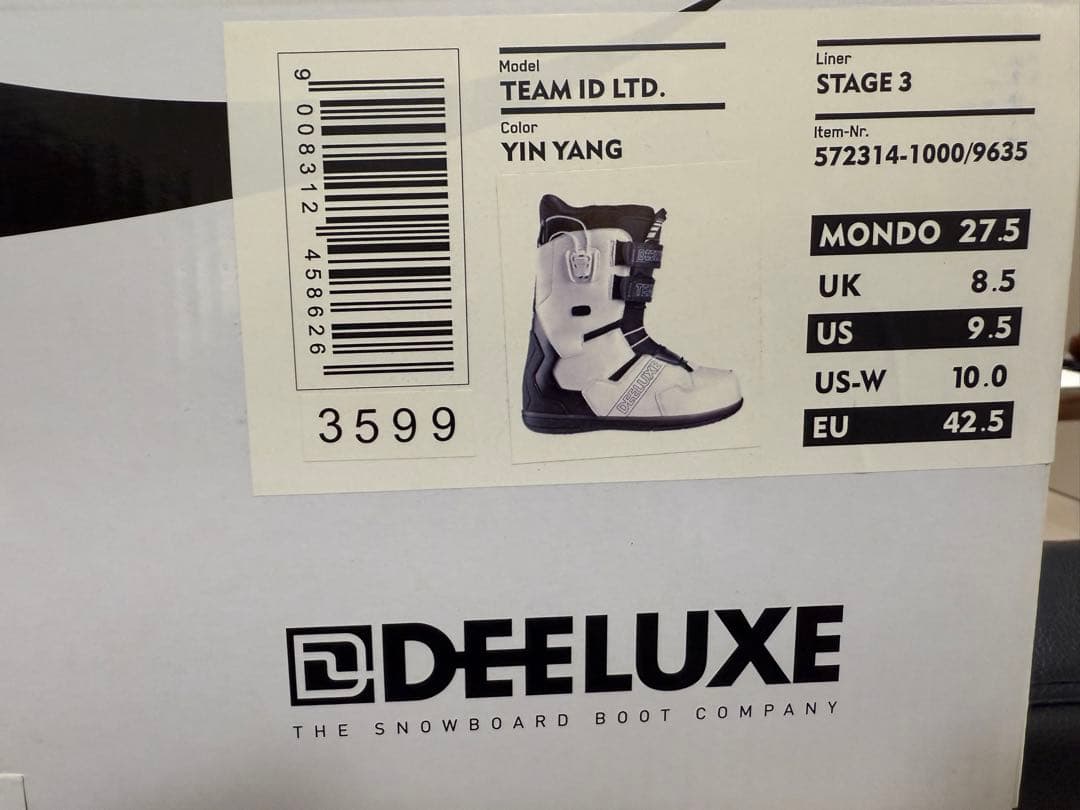 9 008312 458626
3599
Model
TEAM ID LTD.
Color
YIN YANG
DEELUXE
Liner
STAGE 3
Item-Nr.
572314-1000/9635
MONDO 27.5
UK 8.5
US 9.5
US-W 10.0
EU 42.5
DEELUXE
THE SNOWBOARD BOOT COMPANY